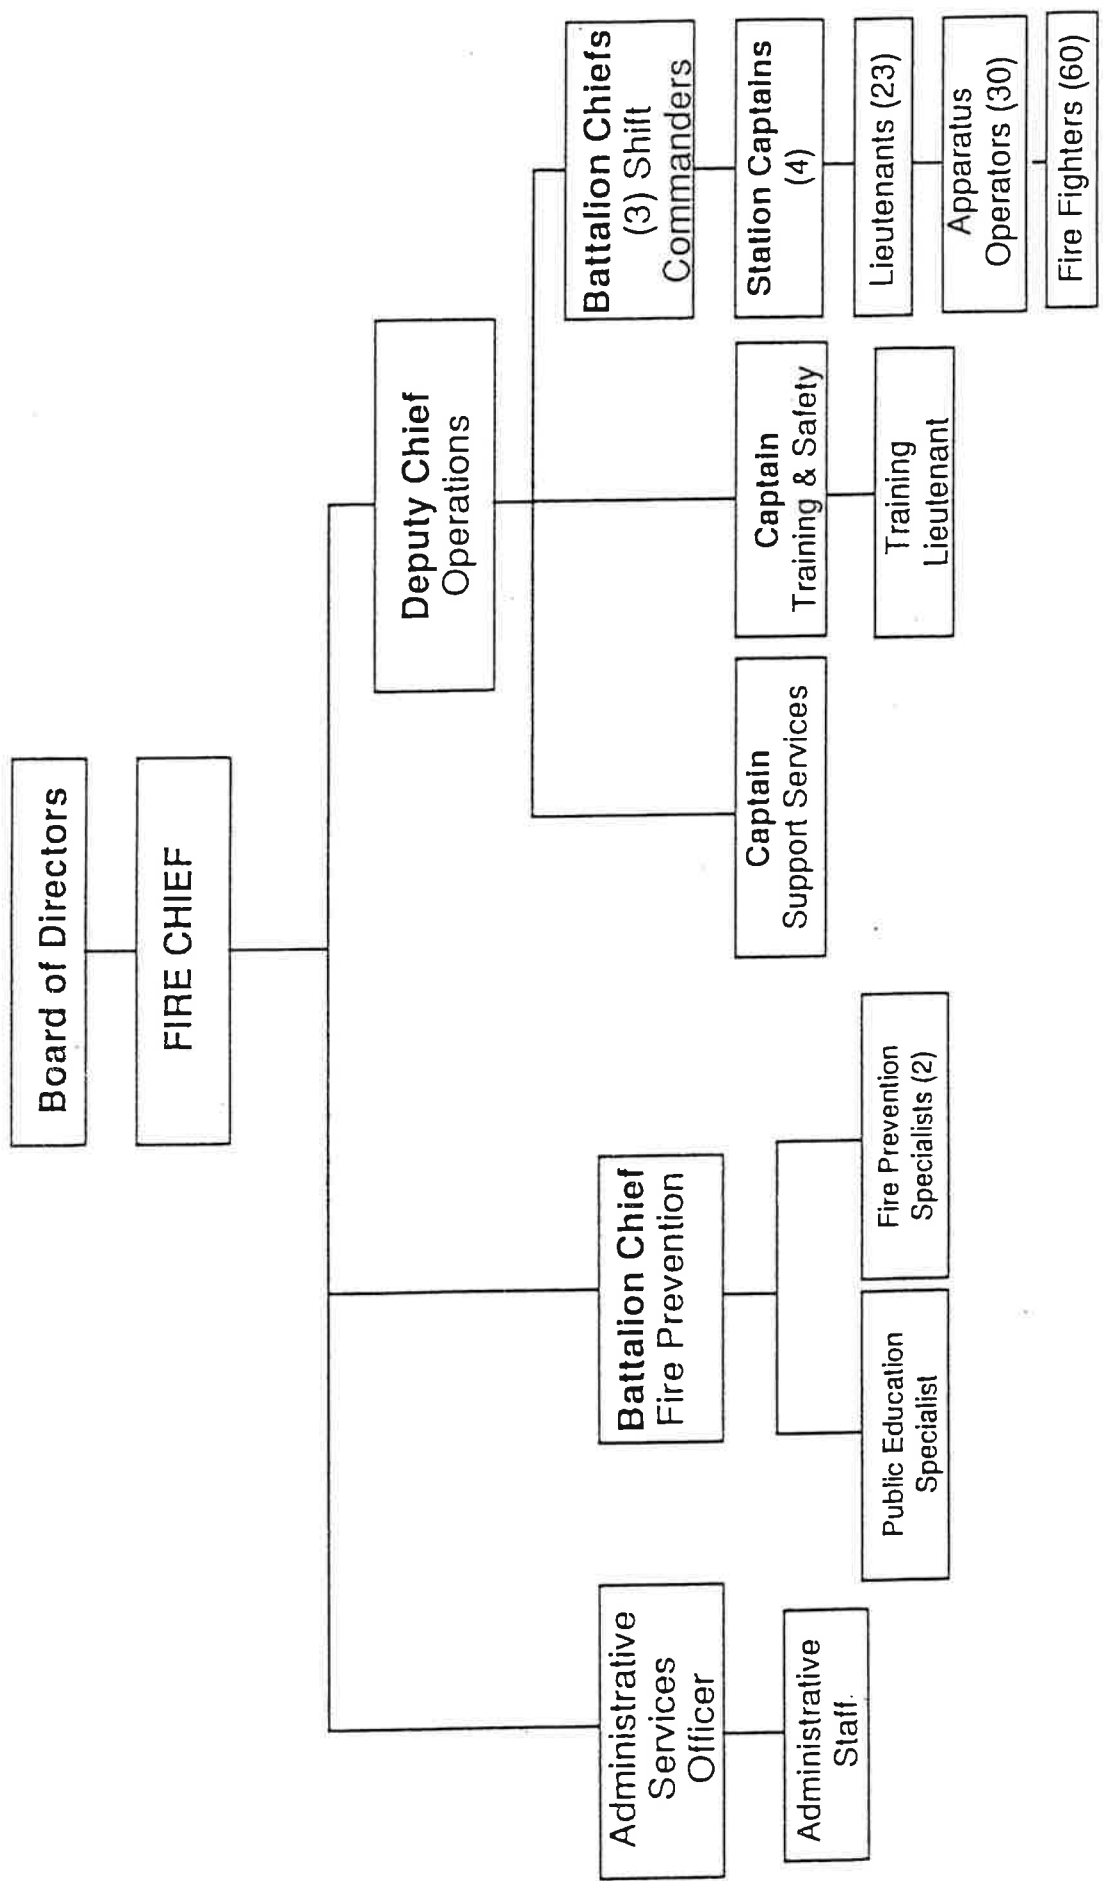 Board of Directors
FIRE CHIEF
Administrative
Services
Officer
Administrative
Staff.
Battalion Chief
Fire Prevention
Public Education
Specialist
Fire Prevention
Specialists (2)
Deputy Chief
Operations
Captain
Support Services
Captain
Training & Safety
Training
Lieutenant
Battalion Chiefs
(3) Shift
Commanders
Station Captains
(4)
Lieutenants (23)
Apparatus
Operators (30)
Fire Fighters (60)